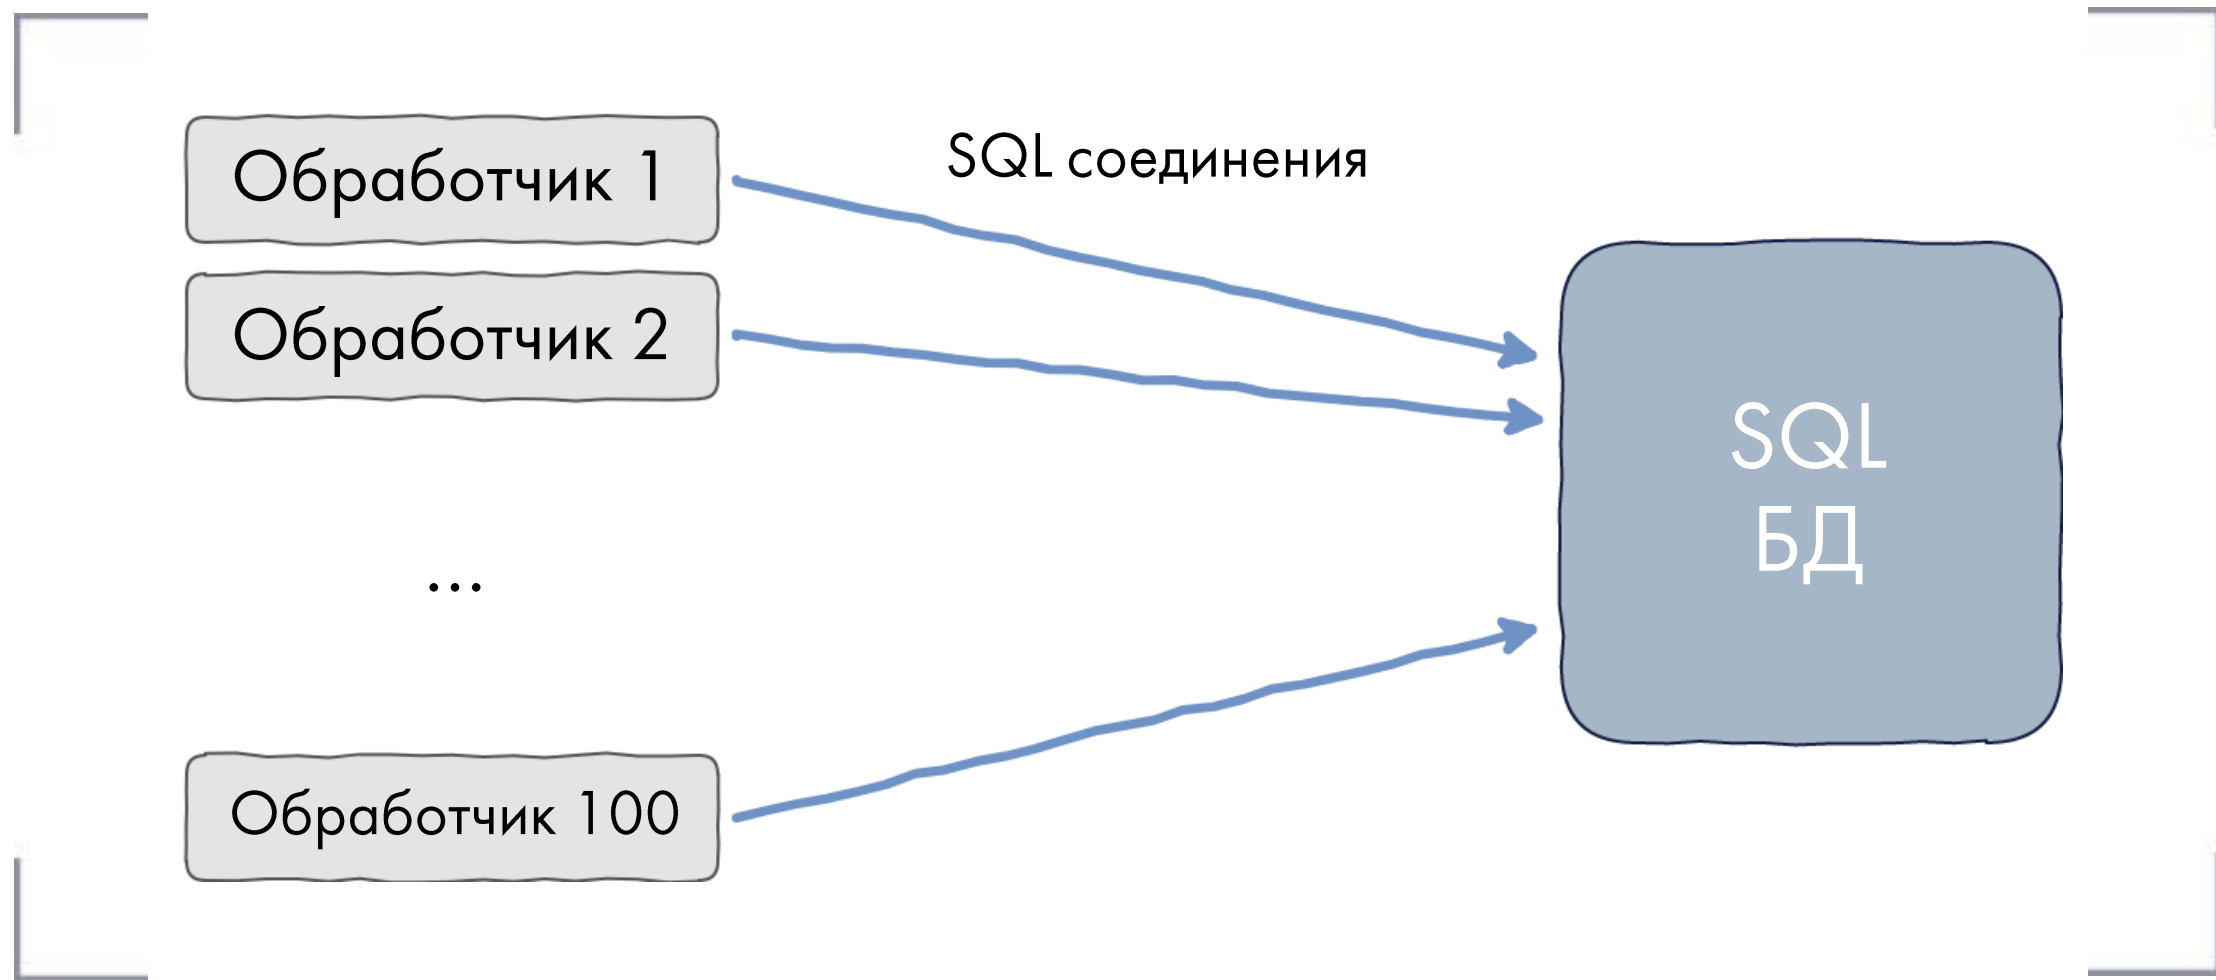 Обработчик 1
SQL соединения
Обработчик 2
SQL
БД
...
Обработчик 100